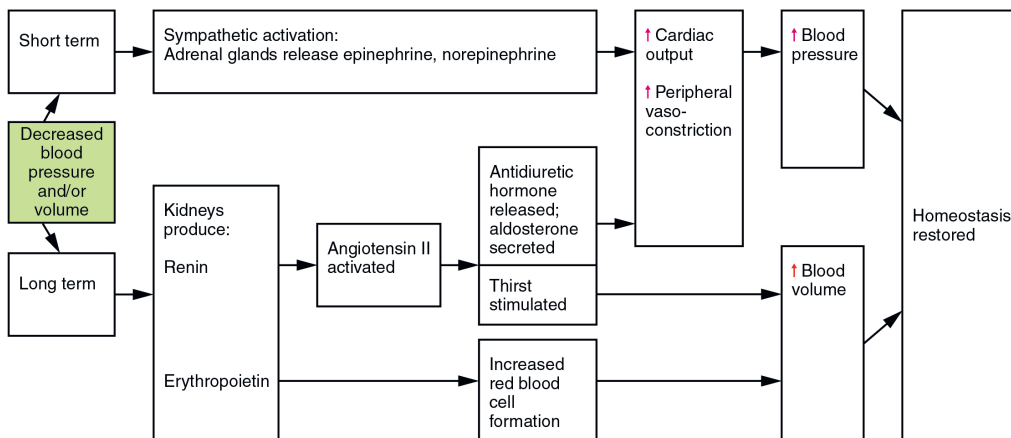 Short term
Sympathetic activation:
Adrenal glands release epinephrine, norepinephrine
↑ Cardiac
output
↑ Peripheral
vaso-
constriction
↑ Blood
pressure
Decreased
blood
pressure
and/or
volume
Long term
Kidneys
produce:
Renin
Erythropoietin
Angiotensin II
activated
Antidiuretic
hormone
released;
aldosterone
secreted
Thirst
stimulated
Increased
red blood
cell
formation
↑ Blood
volume
Homeostasis
restored